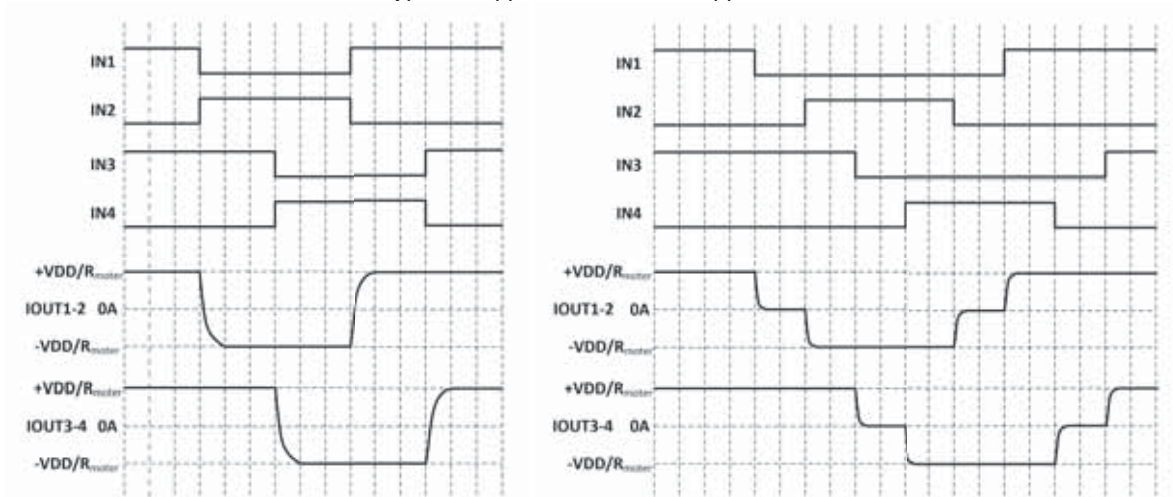 IN1
IN2
IN3
IN4
+VDD/Rmoter
IOUT1-2 0A
-VDD/Rmoter
+VDD/Rmoter
IOUT3-4 0A
-VDD/Rmoter
IN1
IN2
IN3
IN4
+VDD/Rmoter
IOUT1-2 0A
-VDD/Rmoter
+VDD/Rmoter
IOUT3-4 0A
-VDD/Rmoter